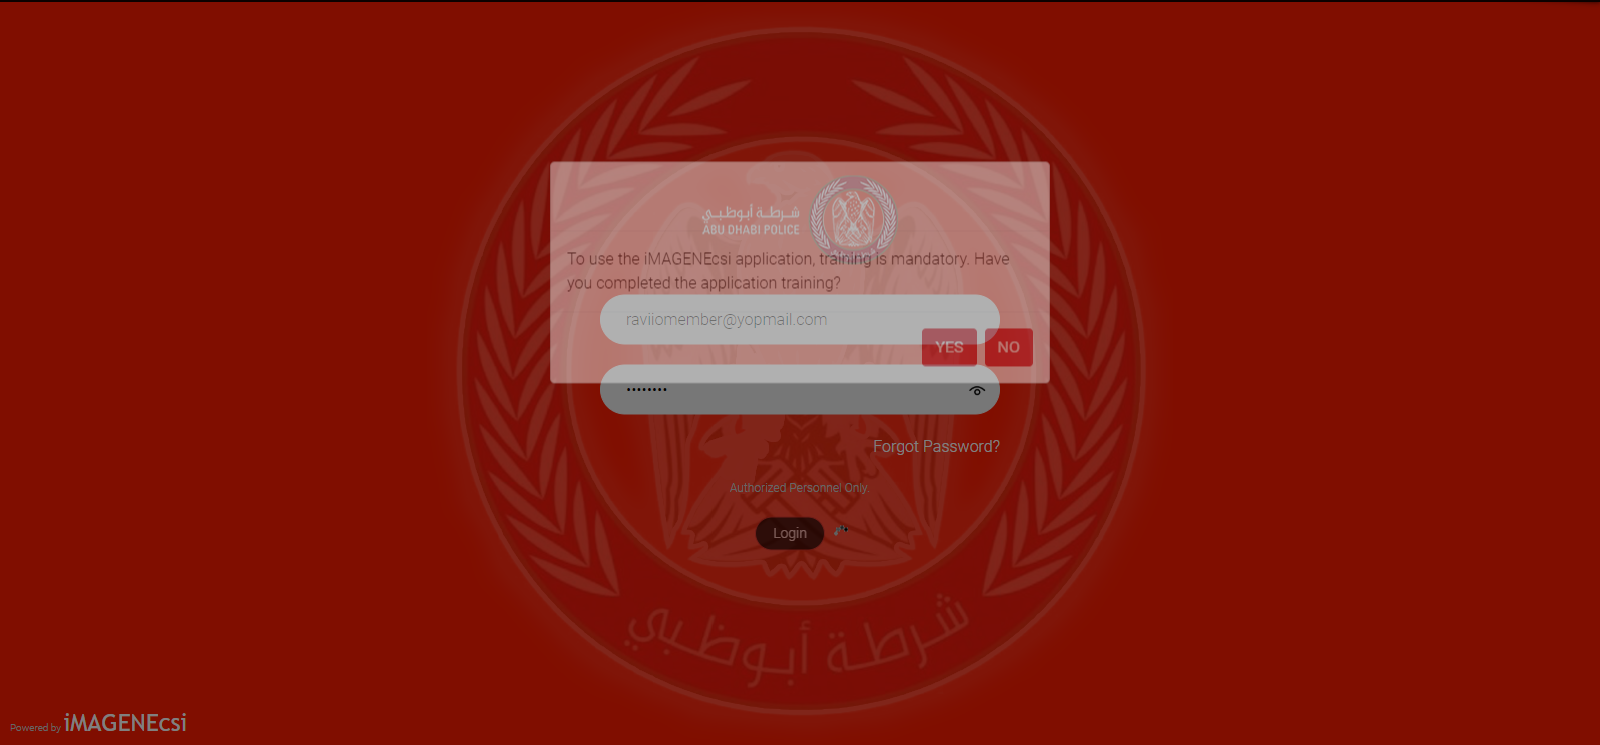 شرطة أبوظبي
ABU DHABI POLICE
To use the iMAGENEcsi application, training is mandatory. Have
you completed the application training?
raviiomember@yopmail.com
YES NO
••••••••
Forgot Password?
Authorized Personnel Only.
Login
شرطة أبوظبي
Powered by iMAGENEcsi